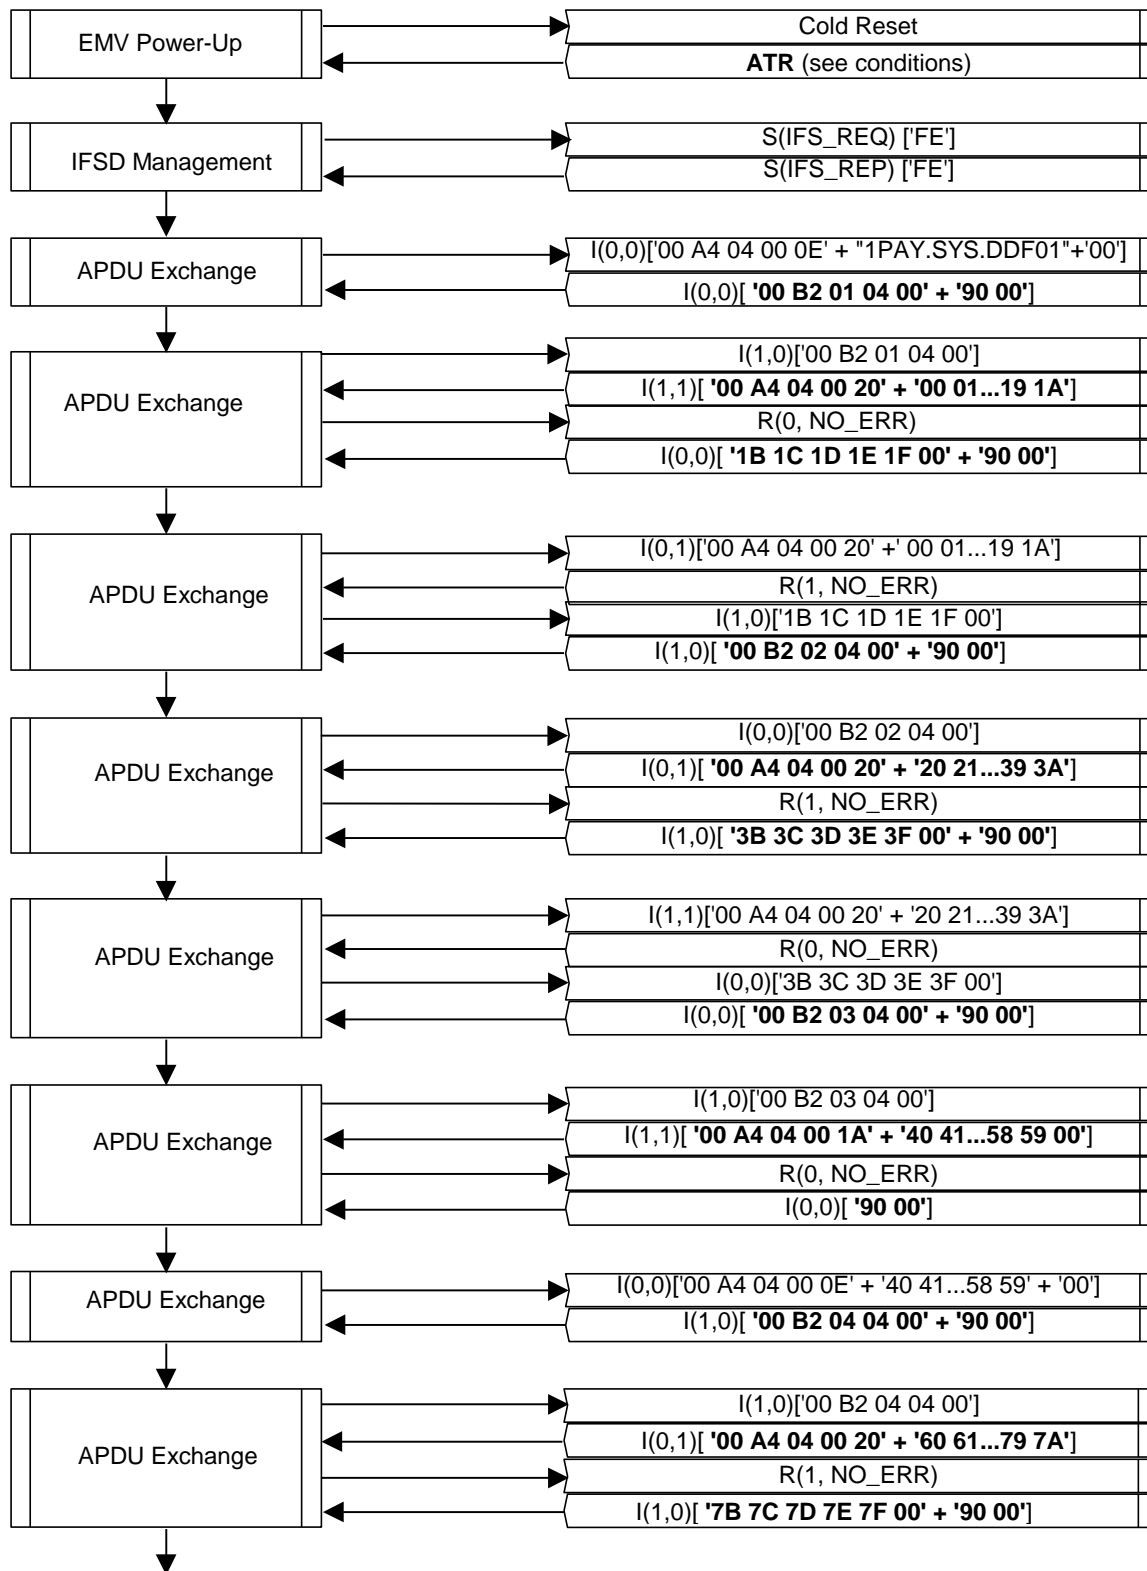 EMV Power-Up
Cold Reset
ATR (see conditions)
IFSD Management
S(IFS_REQ) ['FE']
S(IFS_REP) ['FE']
APDU Exchange
I(0,0)['00 A4 04 00 0E' + "1PAY.SYS.DDF01"+'00']
I(0,0)[ '00 B2 01 04 00' + '90 00']
APDU Exchange
I(1,0)['00 B2 01 04 00']
I(1,1)[ '00 A4 04 00 20' + '00 01...19 1A']
R(0, NO_ERR)
I(0,0)[ '1B 1C 1D 1E 1F 00' + '90 00']
APDU Exchange
I(0,1)['00 A4 04 00 20' +' 00 01...19 1A']
R(1, NO_ERR)
I(1,0)['1B 1C 1D 1E 1F 00']
I(1,0)[ '00 B2 02 04 00' + '90 00']
APDU Exchange
I(0,0)['00 B2 02 04 00']
I(0,1)[ '00 A4 04 00 20' + '20 21...39 3A']
R(1, NO_ERR)
I(1,0)[ '3B 3C 3D 3E 3F 00' + '90 00']
APDU Exchange
I(1,1)['00 A4 04 00 20' + '20 21...39 3A']
R(0, NO_ERR)
I(0,0)['3B 3C 3D 3E 3F 00']
I(0,0)[ '00 B2 03 04 00' + '90 00']
APDU Exchange
I(1,0)['00 B2 03 04 00']
I(1,1)[ '00 A4 04 00 1A' + '40 41...58 59 00']
R(0, NO_ERR)
I(0,0)[ '90 00']
APDU Exchange
I(0,0)['00 A4 04 00 0E' + '40 41...58 59' + '00']
I(1,0)[ '00 B2 04 04 00' + '90 00']
APDU Exchange
I(1,0)['00 B2 04 04 00']
I(0,1)[ '00 A4 04 00 20' + '60 61...79 7A']
R(1, NO_ERR)
I(1,0)[ '7B 7C 7D 7E 7F 00' + '90 00']